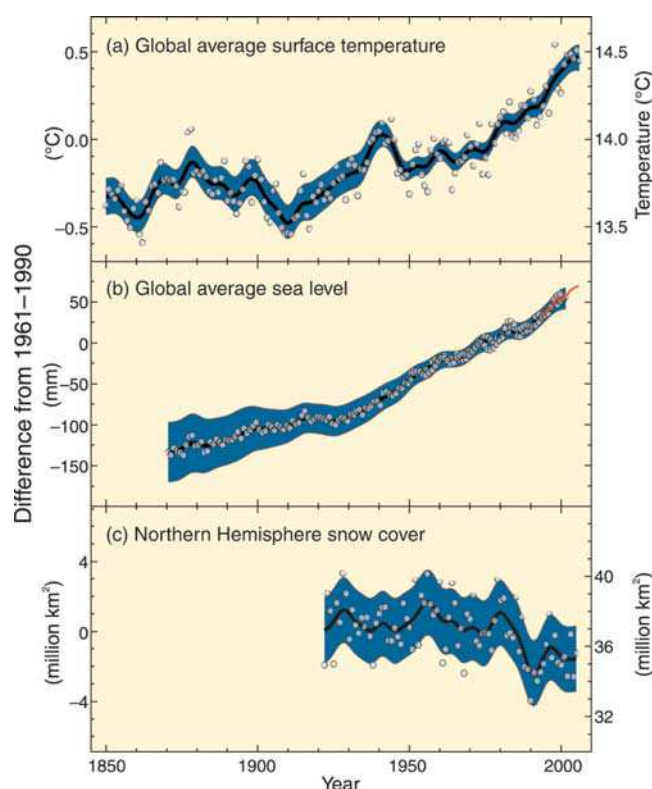 (a) Global average surface temperature
0.5
0.0
−0.5
(°C)
14.5
14.0
13.5
Temperature (°C)
Difference from 1961–1990
(b) Global average sea level
50
0
−50
−100
−150
(mm)
(c) Northern Hemisphere snow cover
4
0
−4
(million km²)
40
36
32
(million km²)
1850
1900
1950
2000
Year